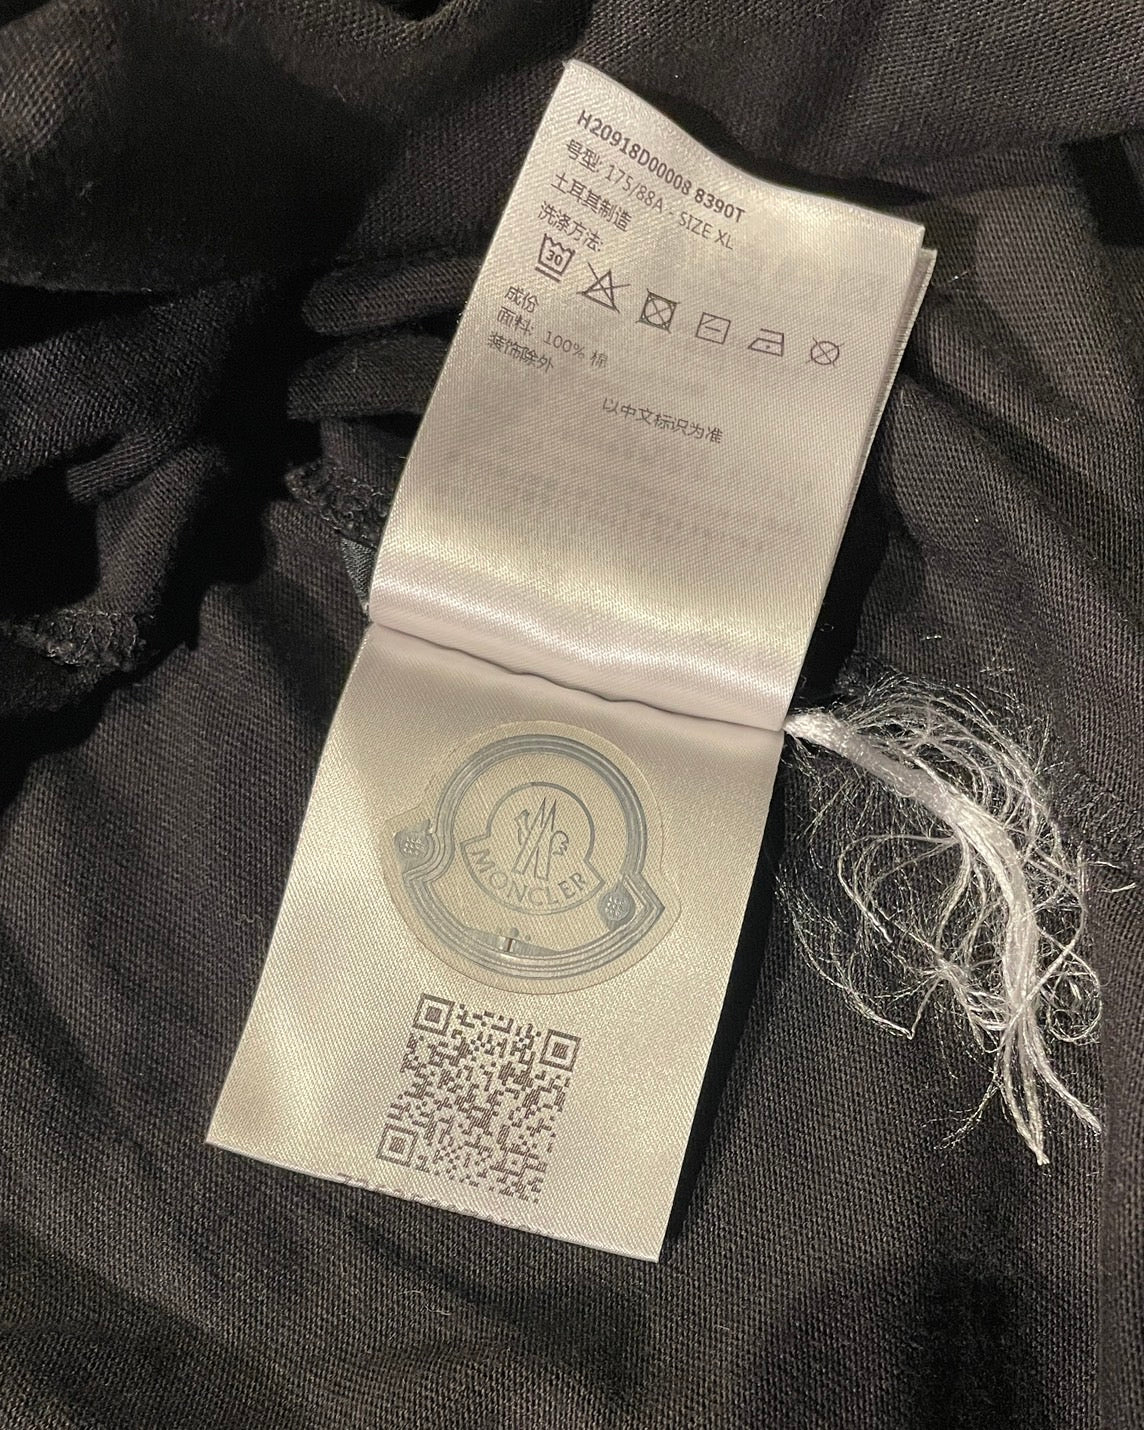 H20918D00008 8390T
号型: 175/88A - SIZE XL
土耳其制造
洗涤方法:
30
成份
面料: 100% 棉
装饰除外
以中文标识为准
MONCLER